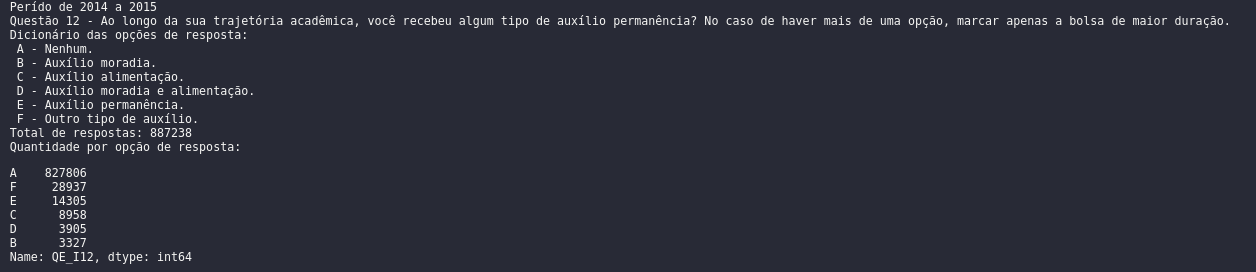 Perído de 2014 a 2015
Questão 12 - Ao longo da sua trajetória acadêmica, você recebeu algum tipo de auxílio permanência? No caso de haver mais de uma opção, marcar apenas a bolsa de maior duração.
Dicionário das opções de resposta:
A - Nenhum.
B - Auxílio moradia.
C - Auxílio alimentação.
D - Auxílio moradia e alimentação.
E - Auxílio permanência.
F - Outro tipo de auxílio.
Total de respostas: 887238
Quantidade por opção de resposta:
A    827806
F     28937
E     14305
C      8958
D      3905
B      3327
Name: QE_I12, dtype: int64